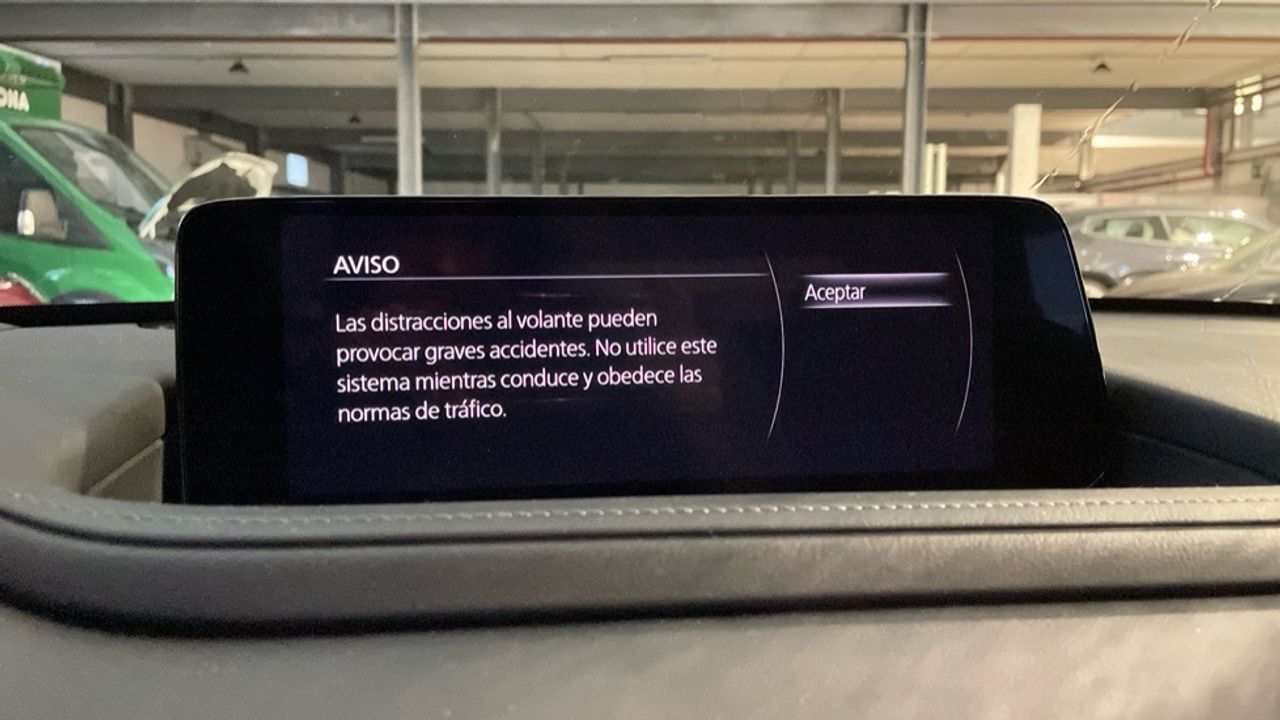 AVISO
Aceptar
Las distracciones al volante pueden
provocar graves accidentes. No utilice este
sistema mientras conduce y obedece las
normas de tráfico.